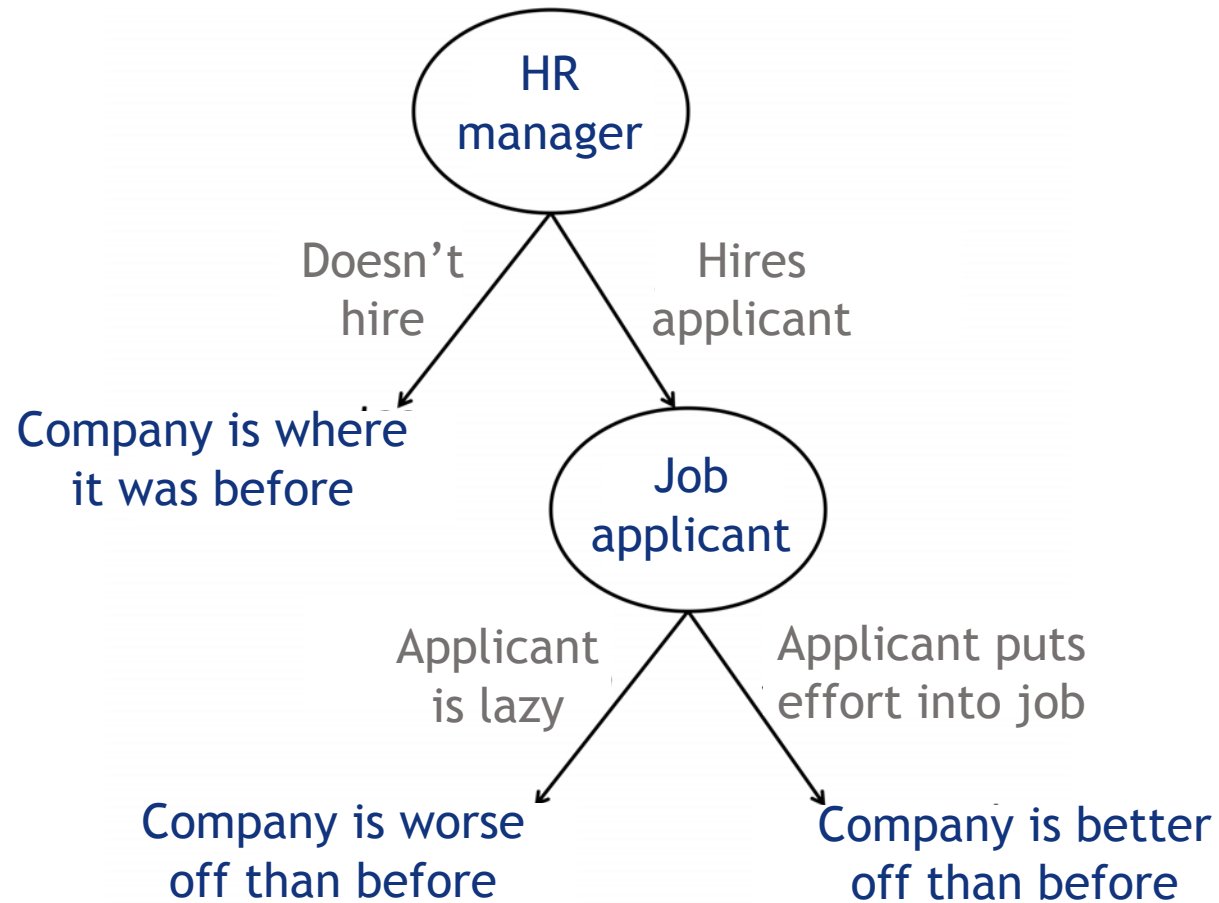 HR
manager
Doesn’t
hire
Hires
applicant
Company is where
it was before
Job
applicant
Applicant
is lazy
Applicant puts
effort into job
Company is worse
off than before
Company is better
off than before